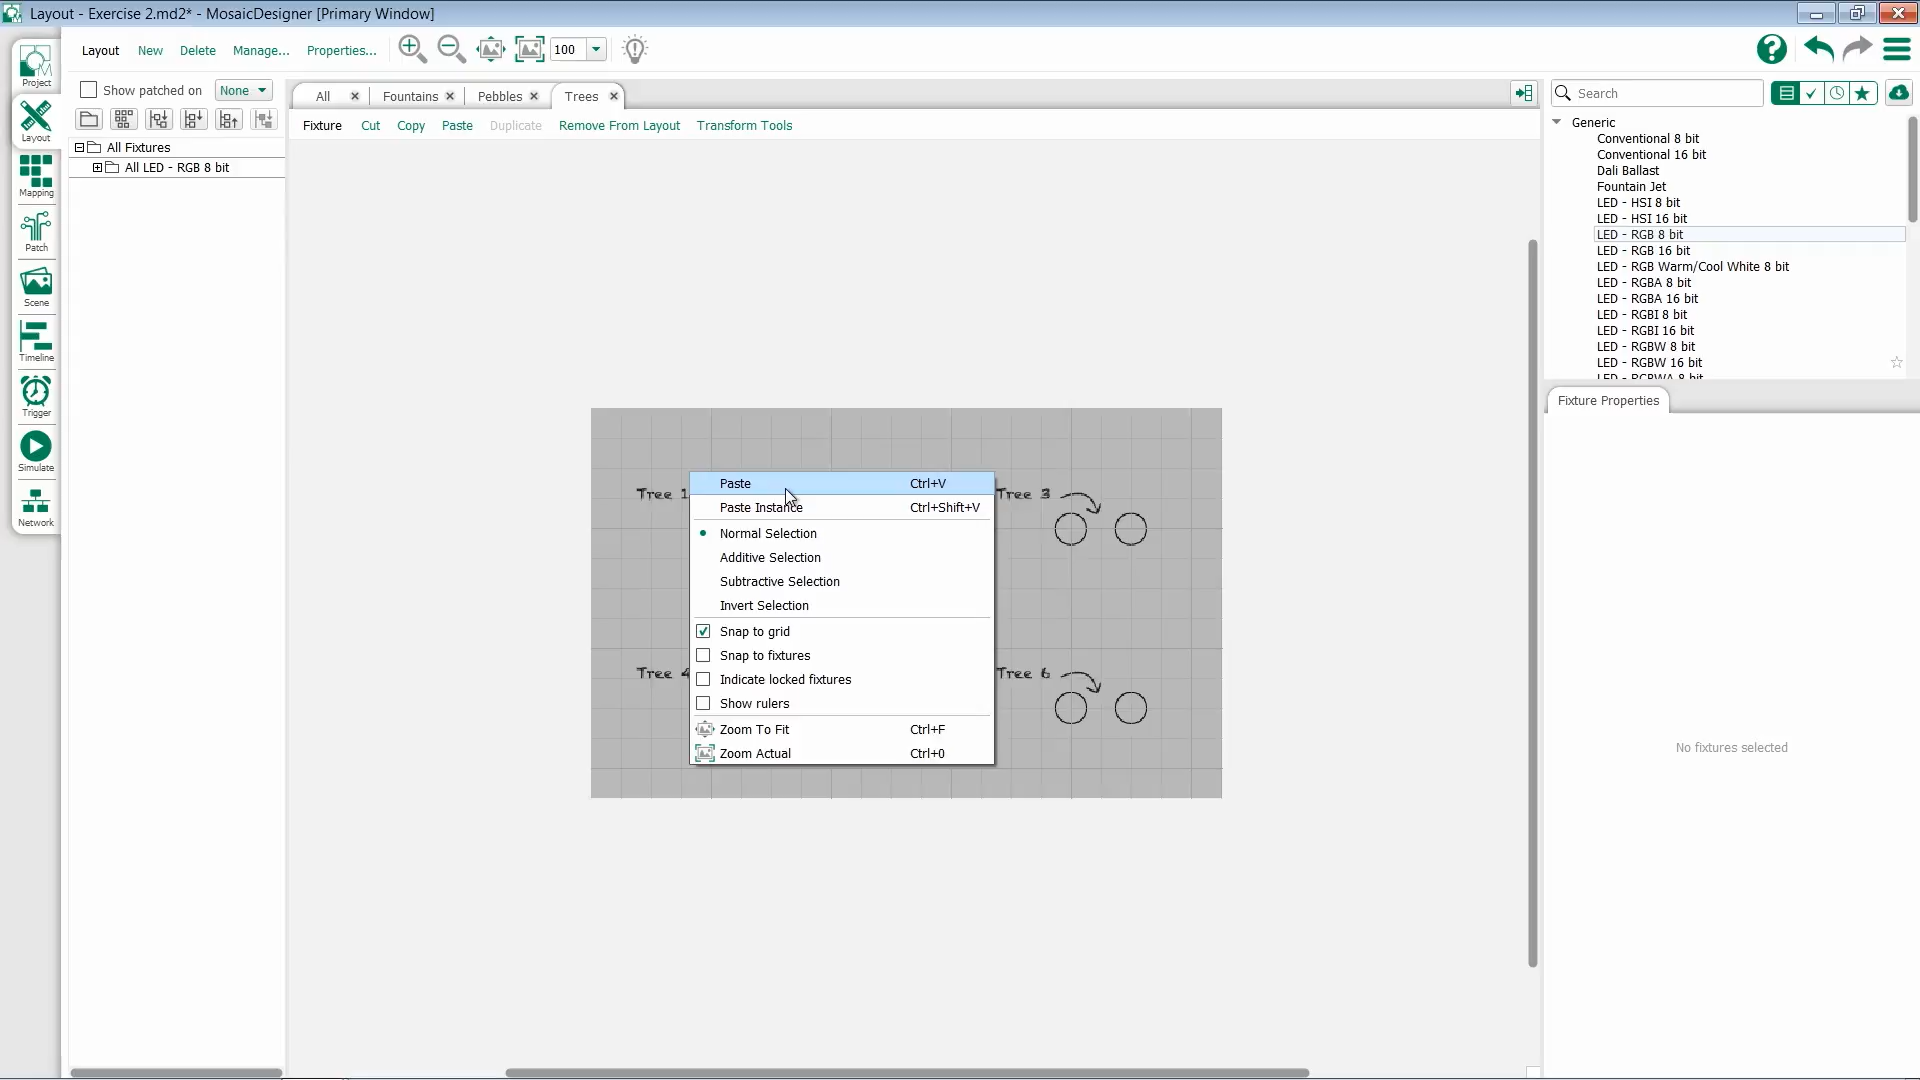 Layout - Exercise 2.md2* - MosaicDesigner [Primary Window]
Layout New Delete Manage... Properties... 100
Project
Layout
Mapping
Patch
Scene
Timeline
Trigger
Simulate
Network
Show patched on None
All Fixtures
All LED - RGB 8 bit
All Fountains Pebbles Trees
Fixture Cut Copy Paste Duplicate Remove From Layout Transform Tools
Tree 1
Tree 3
Tree 4
Tree 6
Paste Ctrl+V
Paste Instance Ctrl+Shift+V
Normal Selection
Additive Selection
Subtractive Selection
Invert Selection
Snap to grid
Snap to fixtures
Indicate locked fixtures
Show rulers
Zoom To Fit Ctrl+F
Zoom Actual Ctrl+0
Search
Generic
Conventional 8 bit
Conventional 16 bit
Dali Ballast
Fountain Jet
LED - HSI 8 bit
LED - HSI 16 bit
LED - RGB 8 bit
LED - RGB 16 bit
LED - RGB Warm/Cool White 8 bit
LED - RGBA 8 bit
LED - RGBA 16 bit
LED - RGBI 8 bit
LED - RGBI 16 bit
LED - RGBW 8 bit
LED - RGBW 16 bit
LED - RGBWA 8 bit
Fixture Properties
No fixtures selected